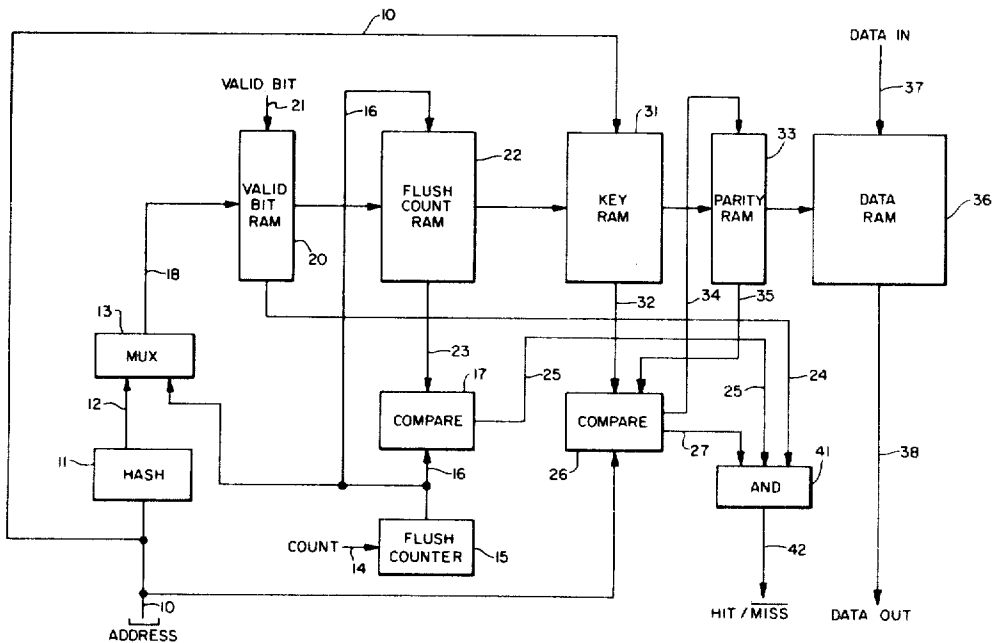 10
DATA IN
VALID BIT
21
16
31
37
33
22
VALID
BIT
RAM
FLUSH
COUNT
RAM
KEY
RAM
PARITY
RAM
DATA
RAM
36
20
18
32
34
35
13
MUX
23
25
17
24
12
COMPARE
COMPARE
25
11
HASH
27
41
38
16
26
AND
COUNT
14
FLUSH
COUNTER
15
42
10
ADDRESS
HIT / MISS
DATA OUT